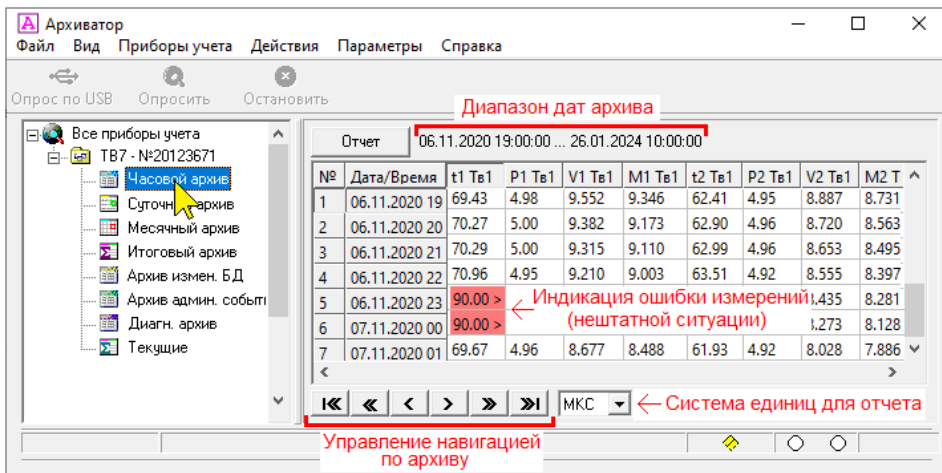 Архиватор
Файл Вид Приборы учета Действия Параметры Справка
Опрос по USB Опросить Остановить
Диапазон дат архива
Все приборы учета
ТВ7 - №20123671
Часовой архив
Суточный архив
Месячный архив
Итоговый архив
Архив измен. БД
Архив админ. событи
Диагн. архив
Текущие
Отчет 06.11.2020 19:00:00 ... 26.01.2024 10:00:00
№ Дата/Время t1 Тв1 P1 Тв1 V1 Тв1 M1 Тв1 t2 Тв1 P2 Тв1 V2 Тв1 M2 Т
1 06.11.2020 19 69.43 4.98 9.552 9.346 62.41 4.95 8.887 8.731
2 06.11.2020 20 70.27 5.00 9.382 9.173 62.90 4.96 8.720 8.563
3 06.11.2020 21 70.29 5.00 9.315 9.110 62.99 4.96 8.653 8.495
4 06.11.2020 22 70.96 4.95 9.210 9.003 63.51 4.92 8.555 8.397
5 06.11.2020 23 90.00 > Индикация ошибки измерений .435 8.281
6 07.11.2020 00 90.00 > (нештатной ситуации) .273 8.128
7 07.11.2020 01 69.67 4.96 8.677 8.488 61.93 4.92 8.028 7.886
МКС Система единиц для отчета
Управление навигацией
по архиву